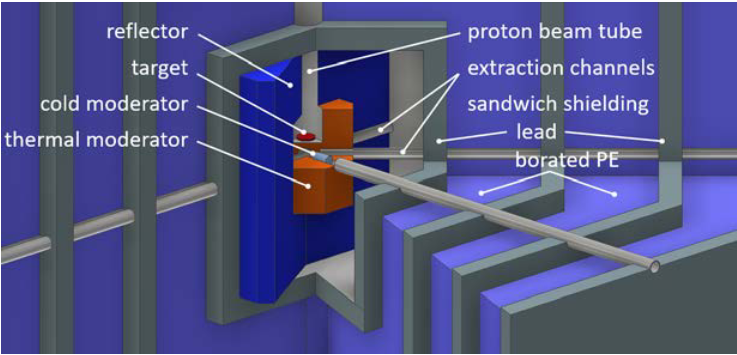 reflector
target
cold moderator
thermal moderator
proton beam tube
extraction channels
sandwich shielding
lead
borated PE